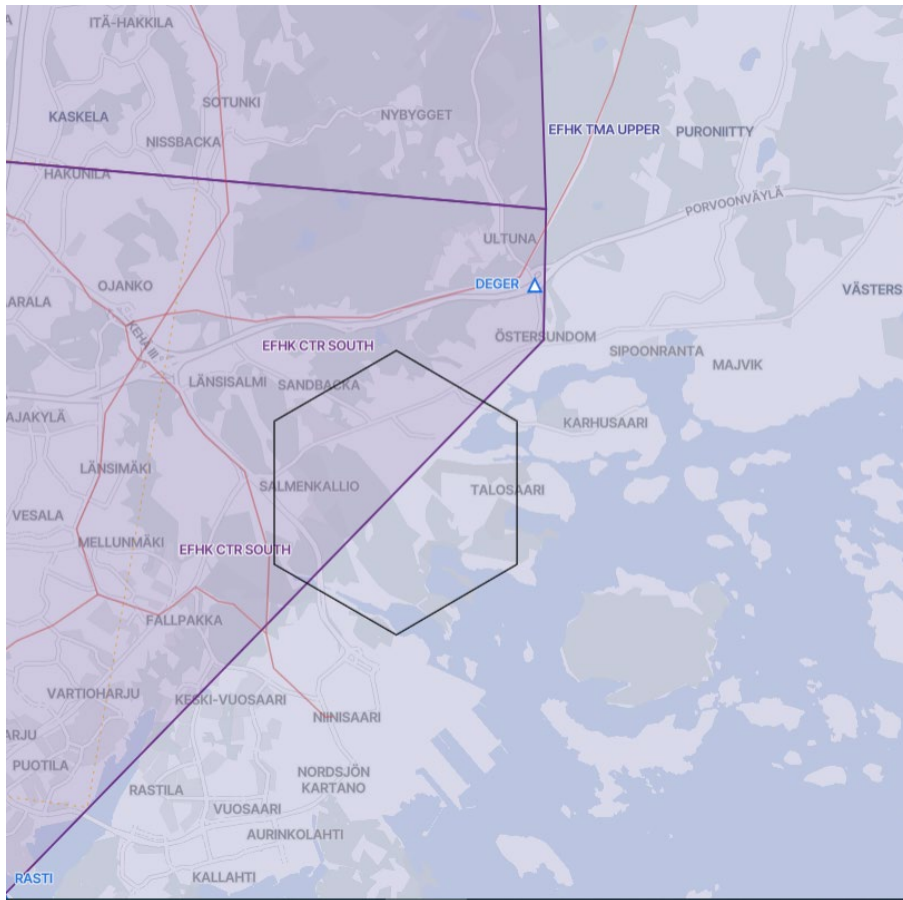 ITÄ-HAKKILA
SOTUNKI
KASKELA
NYBYGGET
EFHK TMA UPPER
PURONIITTY
NISSBACKA
HAKUNILA
PORVOONVÄYLÄ
ULTUNA
OJANKO
DEGER
VÄSTERS
ARALA
KEHÄ III
EFHK CTR SOUTH
ÖSTERSUNDOM
SIPOONRANTA
MAJVIK
LÄNSISALMI
SANDBACKA
AJAKYLÄ
KARHUSAARI
LÄNSIMÄKI
SALMENKALLIO
TALOSAARI
VESALA
MELLUNMÄKI
EFHK CTR SOUTH
FALLPAKKA
VARTIOHARJU
KESKI-VUOSAARI
NIINISAARI
ARJU
PUOTILA
NORDSJÖN
KARTANO
RASTILA
VUOSAARI
AURINKOLAHTI
RASTI
KALLAHTI